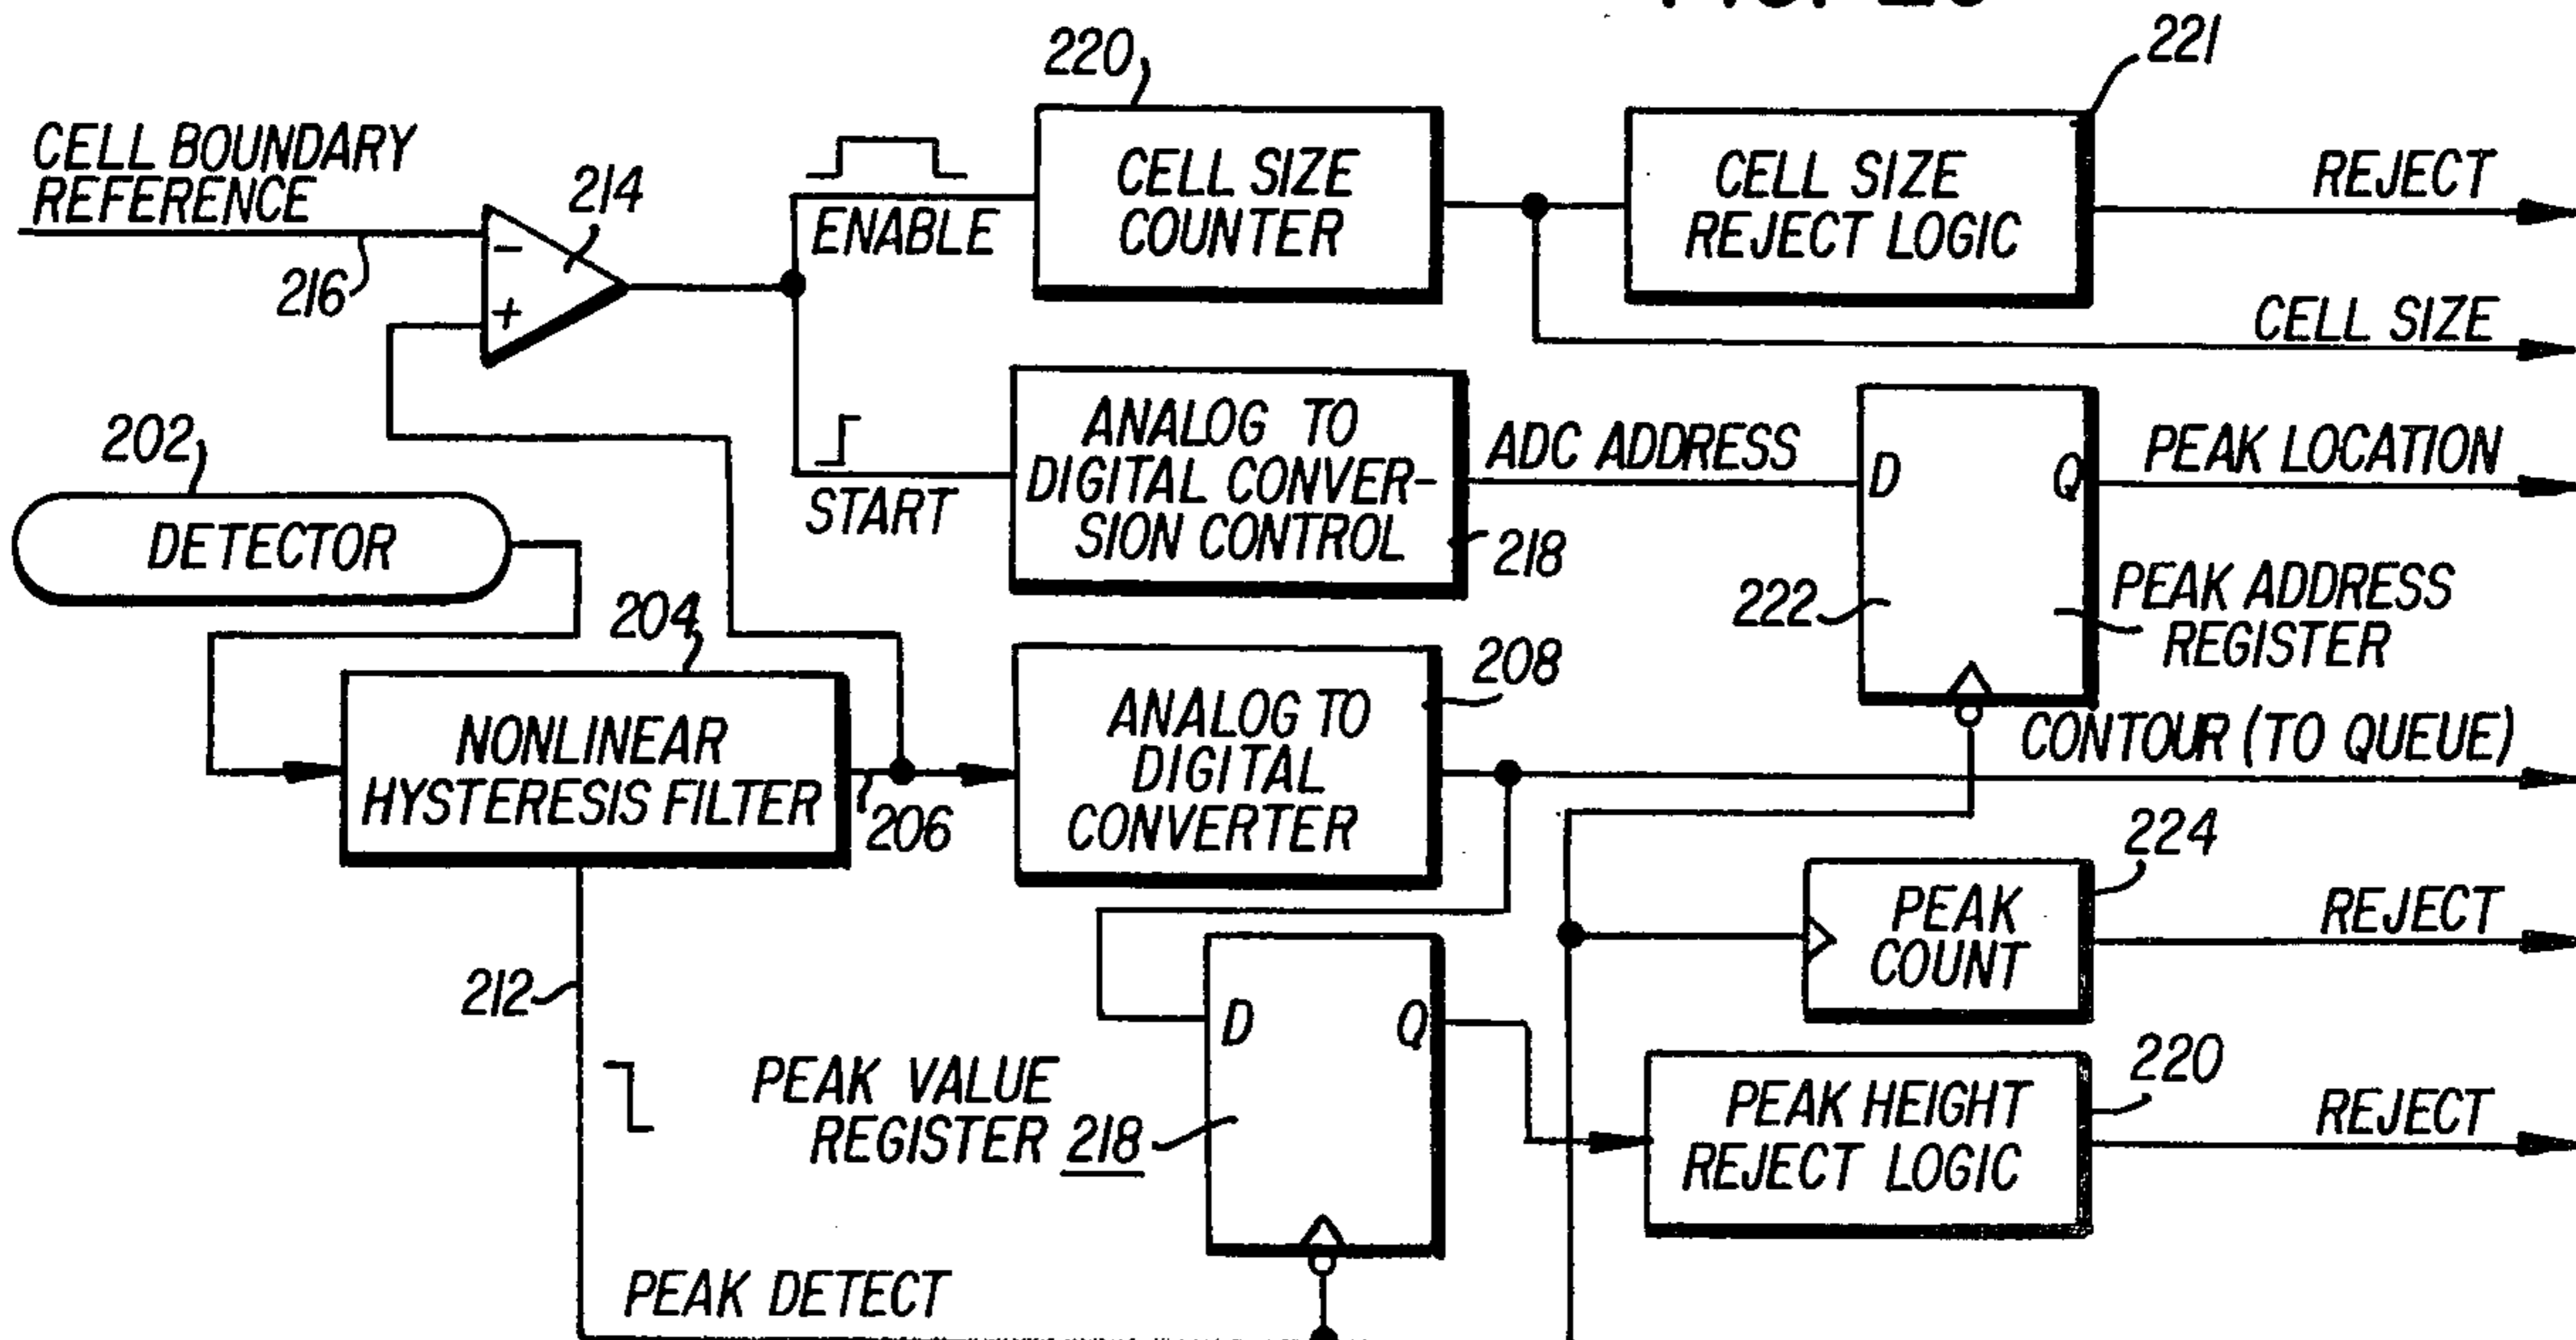 220
221
CELL BOUNDARY
REFERENCE
214
216
−
+
ENABLE
CELL SIZE
COUNTER
CELL SIZE
REJECT LOGIC
REJECT
CELL SIZE
202
DETECTOR
START
ANALOG TO
DIGITAL CONVER-
SION CONTROL
218
ADC ADDRESS
D
Q
PEAK LOCATION
222
PEAK ADDRESS
REGISTER
204
NONLINEAR
HYSTERESIS FILTER
206
208
ANALOG TO
DIGITAL
CONVERTER
CONTOUR (TO QUEUE)
224
PEAK
COUNT
REJECT
212
PEAK VALUE
REGISTER 218
D
Q
220
PEAK HEIGHT
REJECT LOGIC
REJECT
PEAK DETECT